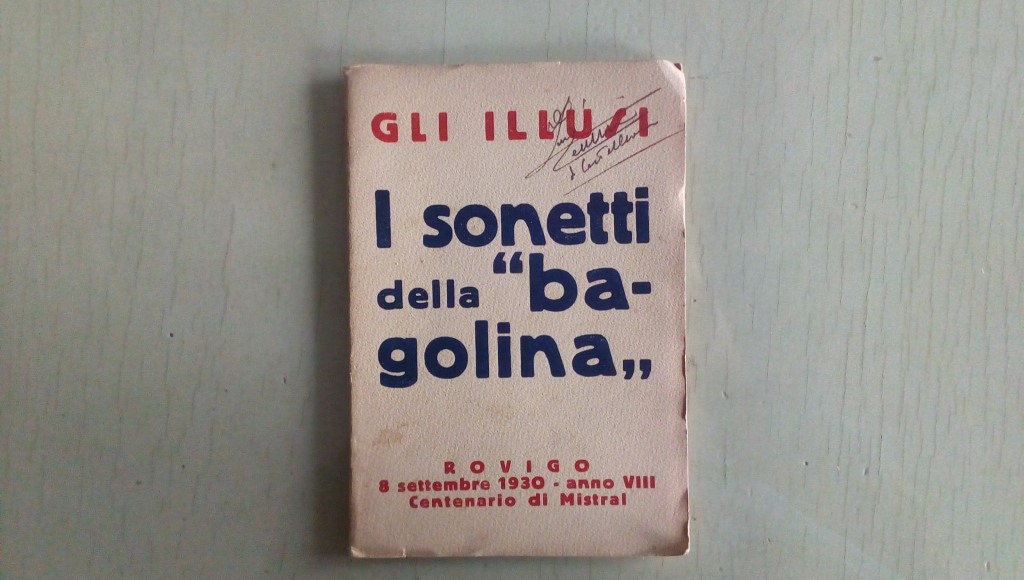 GLI ILLUSI
I sonetti
della “ba-
golina„
ROVIGO
8 settembre 1930 - anno VIII
Centenario di Mistral